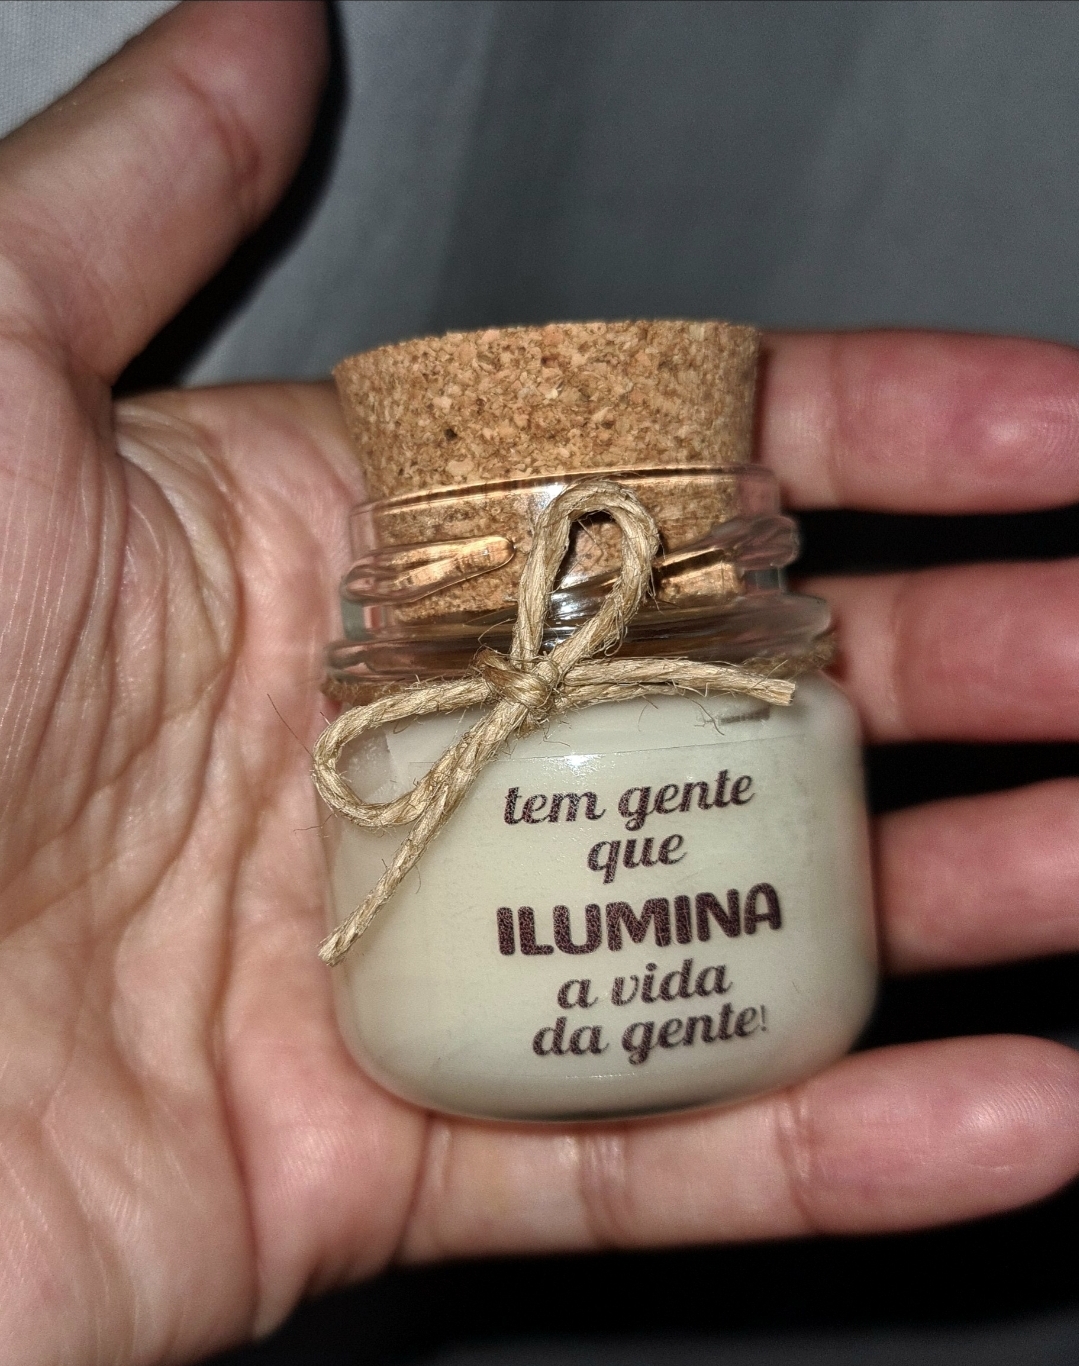 tem gente
que
ILUMINA
a vida
da gente!